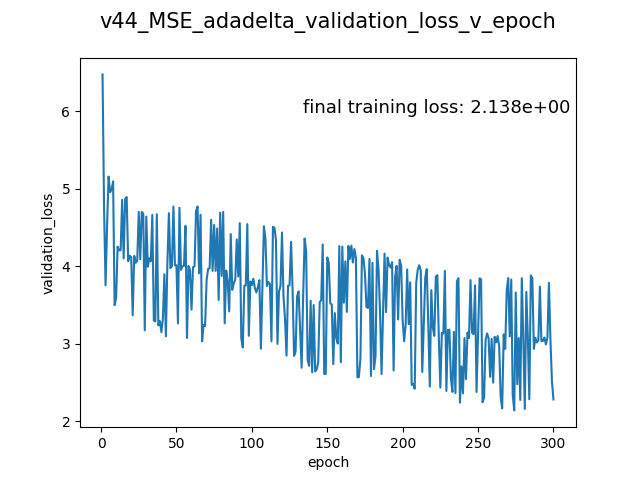 v44_MSE_adadelta_validation_loss_v_epoch
final training loss: 2.138e+00
validation_loss
6
5
4
3
2
0 50 100 150 200 250 300
epoch